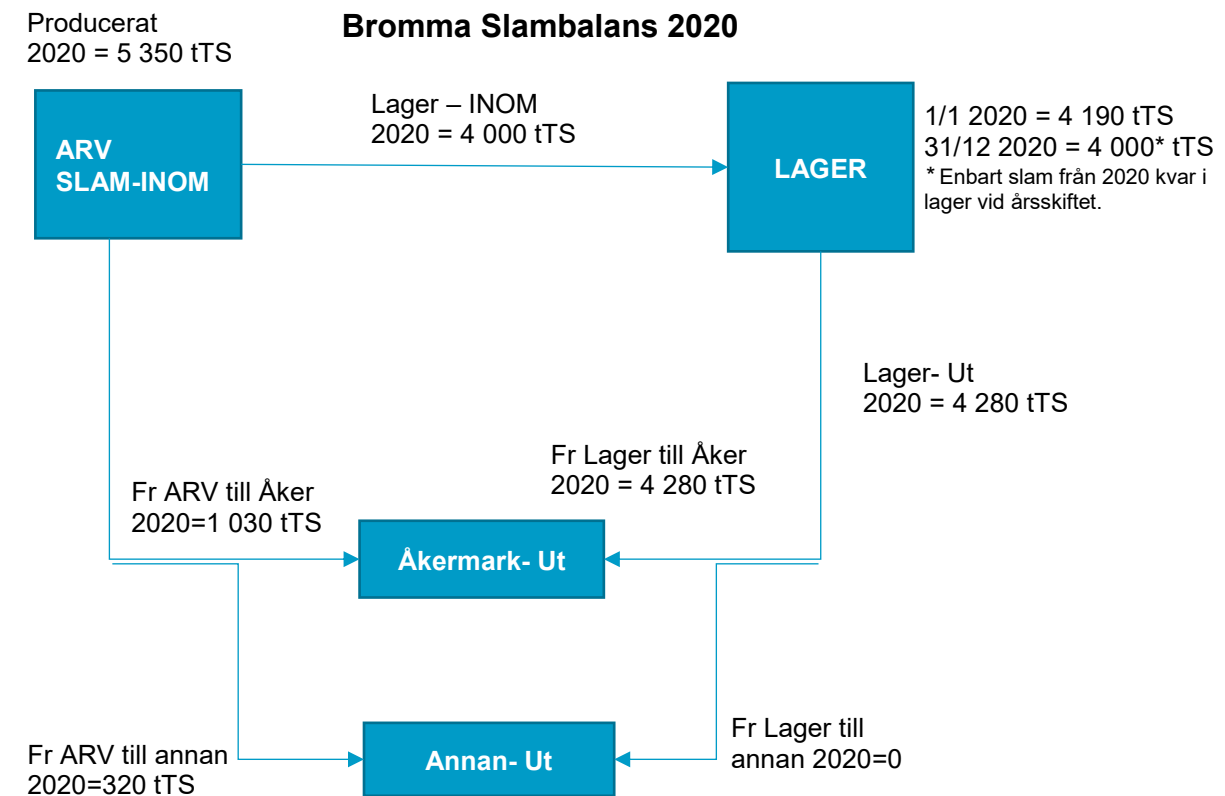 Producerat
2020 = 5 350 tTS
Bromma Slambalans 2020
ARV
SLAM-INOM
Lager – INOM
2020 = 4 000 tTS
LAGER
1/1 2020 = 4 190 tTS
31/12 2020 = 4 000* tTS
* Enbart slam från 2020 kvar i
lager vid årsskiftet.
Lager- Ut
2020 = 4 280 tTS
Fr Lager till Åker
2020 = 4 280 tTS
Fr ARV till Åker
2020=1 030 tTS
Åkermark- Ut
Fr ARV till annan
2020=320 tTS
Annan- Ut
Fr Lager till
annan 2020=0